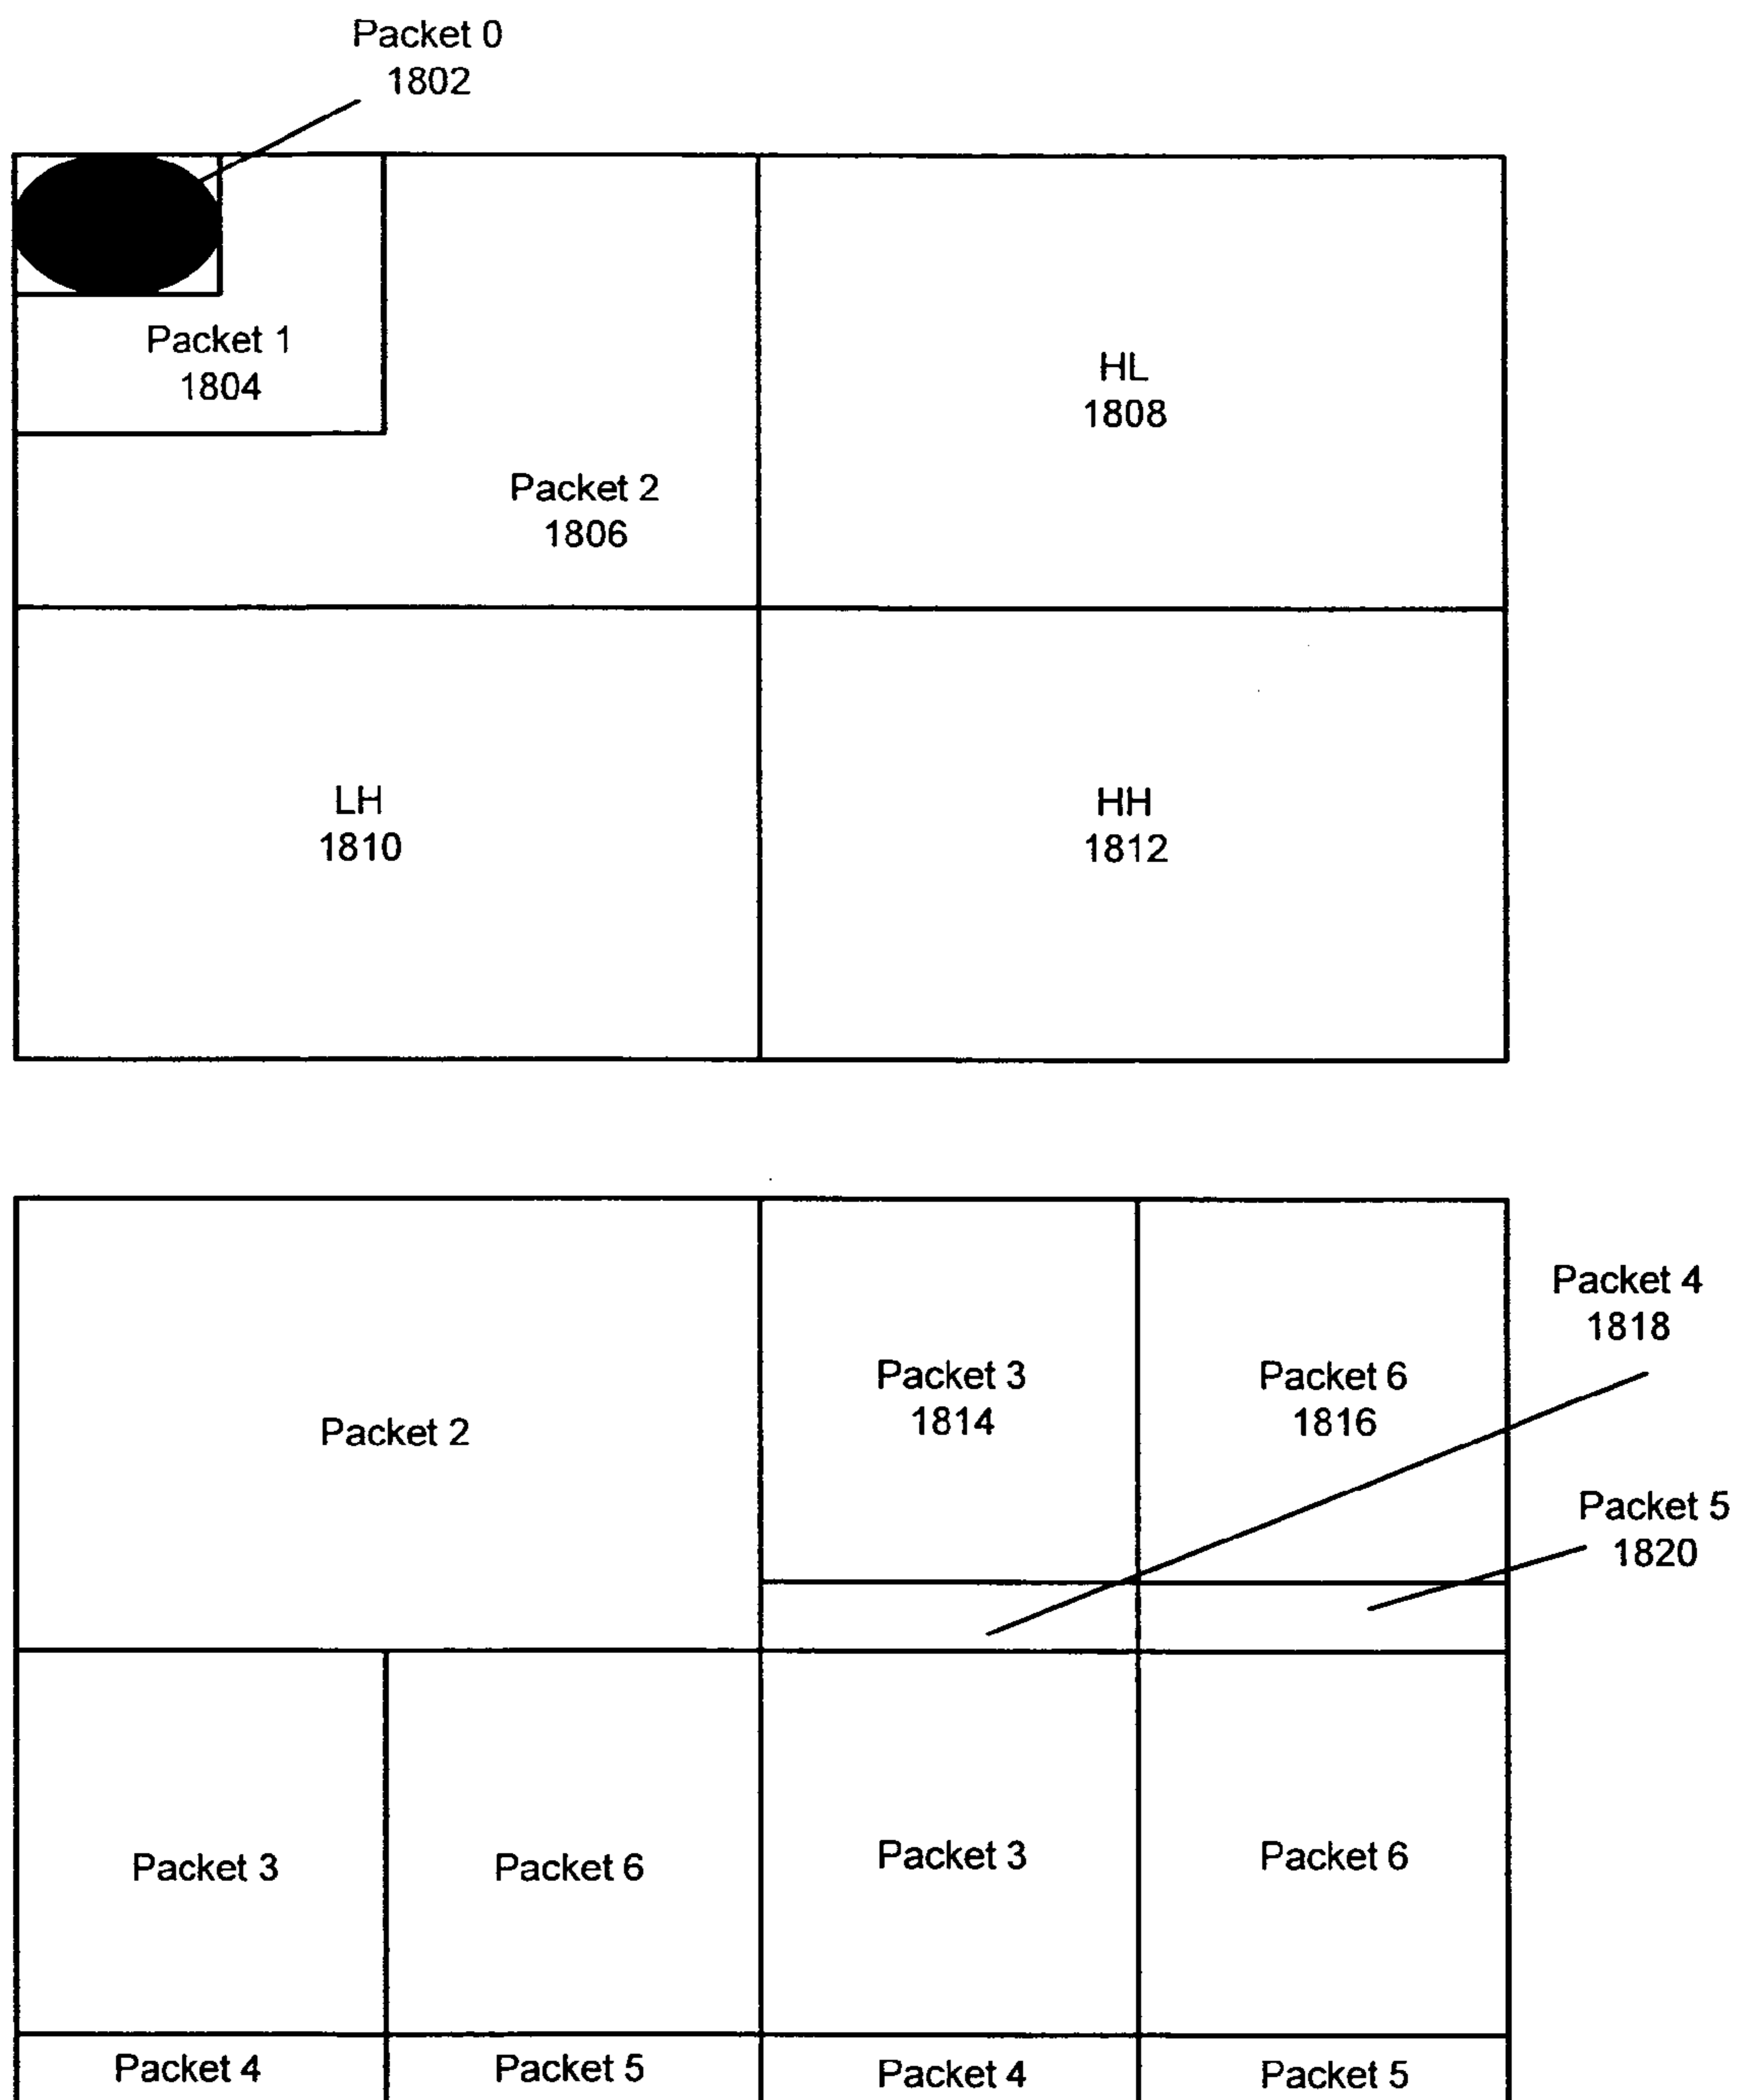 Packet 0
1802
Packet 1
1804
HL
1808
Packet 2
1806
LH
1810
HH
1812
Packet 4
1818
Packet 3
1814
Packet 6
1816
Packet 2
Packet 5
1820
Packet 3
Packet 6
Packet 3
Packet 6
Packet 4
Packet 5
Packet 4
Packet 5